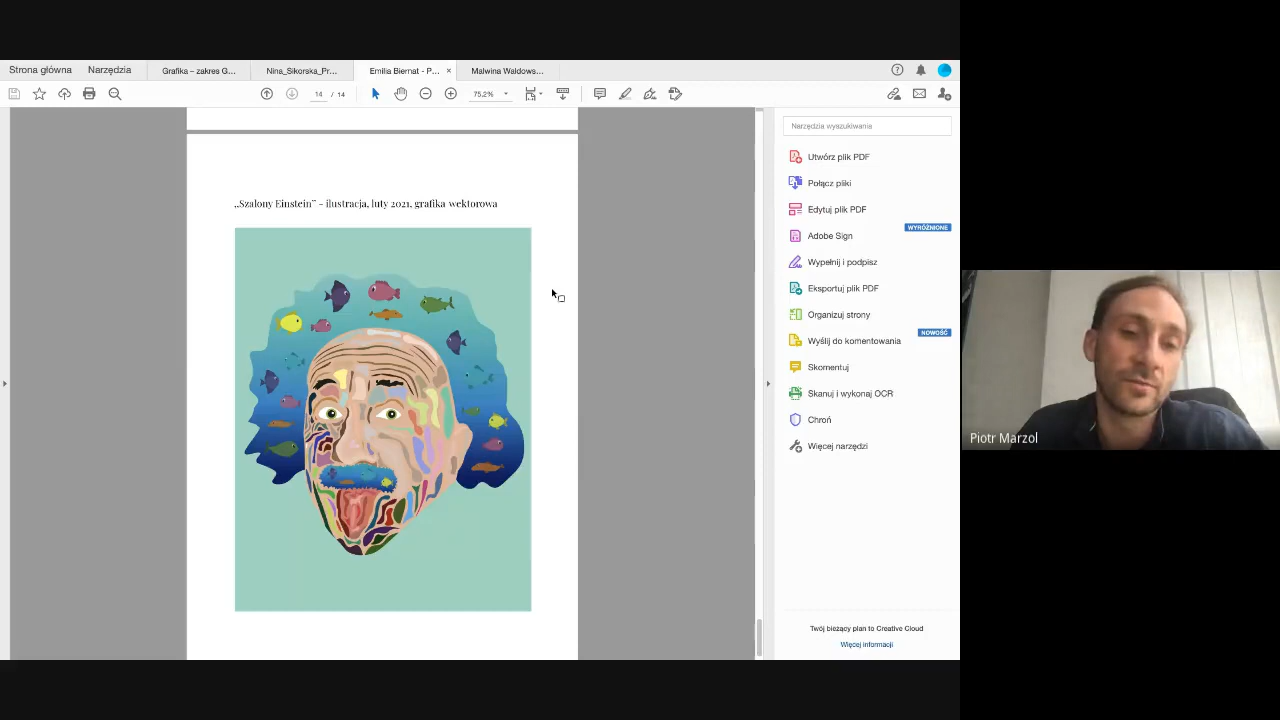 Strona główna
Narzędzia
Grafika – zakres G...
Nina_Sikorska_Pr...
Emilia Biernat - P... ×
Malwina Waldows...
14 / 14
75,2%
Narzędzia wyszukiwania
Utwórz plik PDF
Połącz pliki
Edytuj plik PDF
WYRÓŻNIONE
Adobe Sign
Wypełnij i podpisz
Eksportuj plik PDF
Organizuj strony
NOWOŚĆ
Wyślij do komentowania
Skomentuj
Skanuj i wykonaj OCR
Chroń
Więcej narzędzi
Twój bieżący plan to Creative Cloud
Więcej informacji
,,Szalony Einstein” - ilustracja, luty 2021, grafika wektorowa
Piotr Marzol